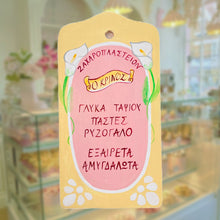 ΖΑΧΑΡΟΠΛΑΣΤΕΙΟΝ
Ο ΚΡΙΝΟΣ
ΓΛΥΚΑ ΤΑΨΙΟΥ
ΠΑΣΤΕΣ
ΡΥΖΟΓΑΛΟ
ΕΞΑΙΡΕΤΑ
ΑΜΥΓΔΑΛΩΤΑ